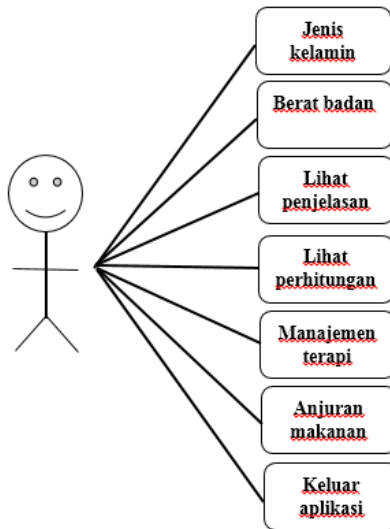 Jenis
kelamin
Berat badan
Lihat
penjelasan
Lihat
perhitungan
Manajemen
terapi
Anjuran
makanan
Keluar
aplikasi